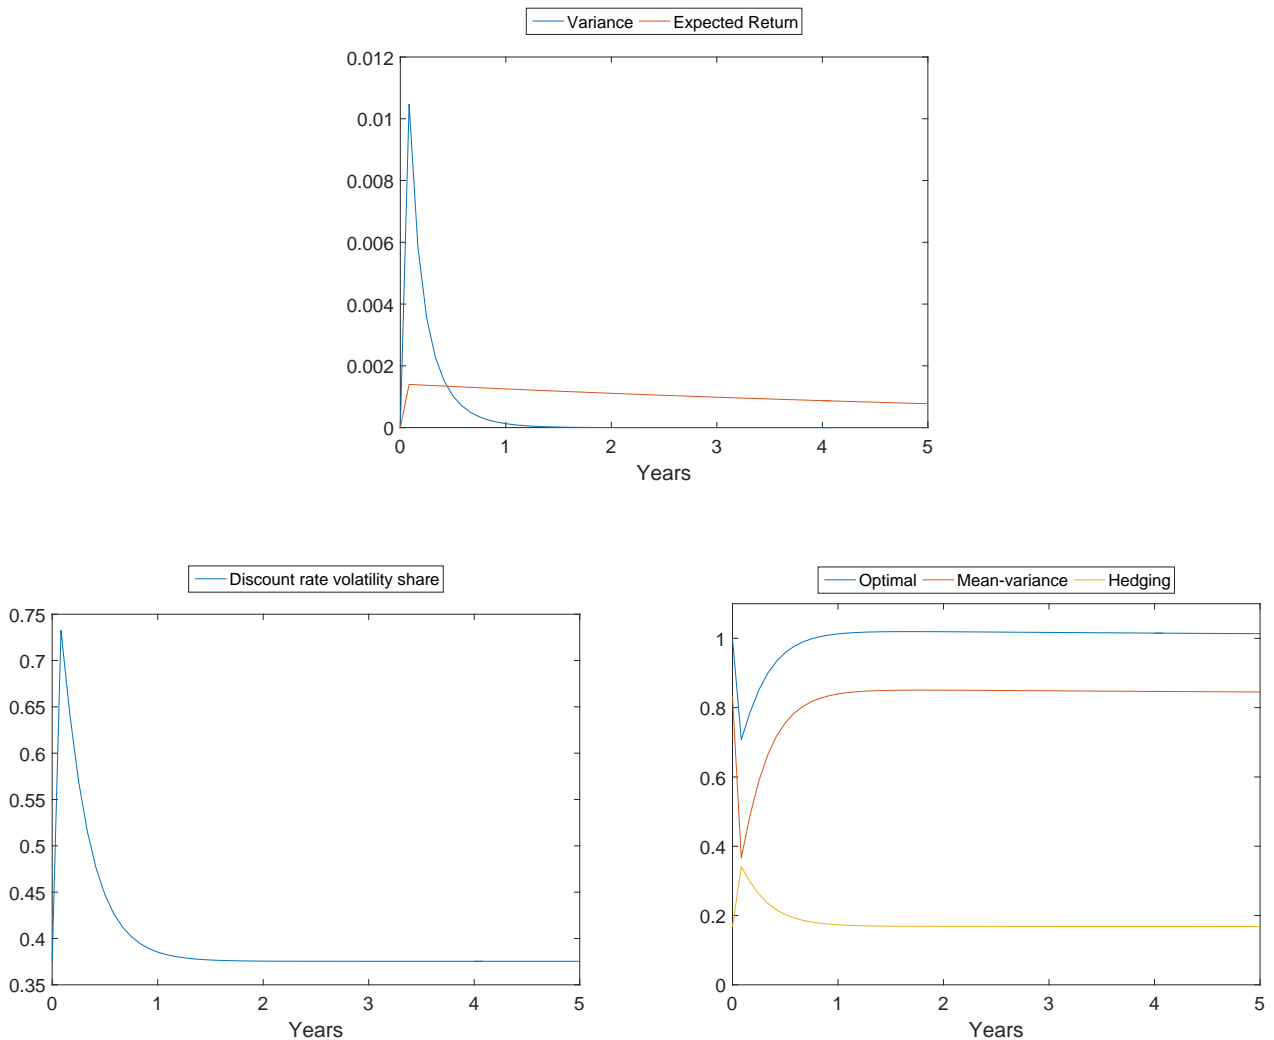 Variance Expected Return
0.012
0.01
0.008
0.006
0.004
0.002
0
0 1 2 3 4 5
Years
Discount rate volatility share
0.75
0.7
0.65
0.6
0.55
0.5
0.45
0.4
0.35
0 1 2 3 4 5
Years
Optimal Mean-variance Hedging
1
0.8
0.6
0.4
0.2
0
0 1 2 3 4 5
Years